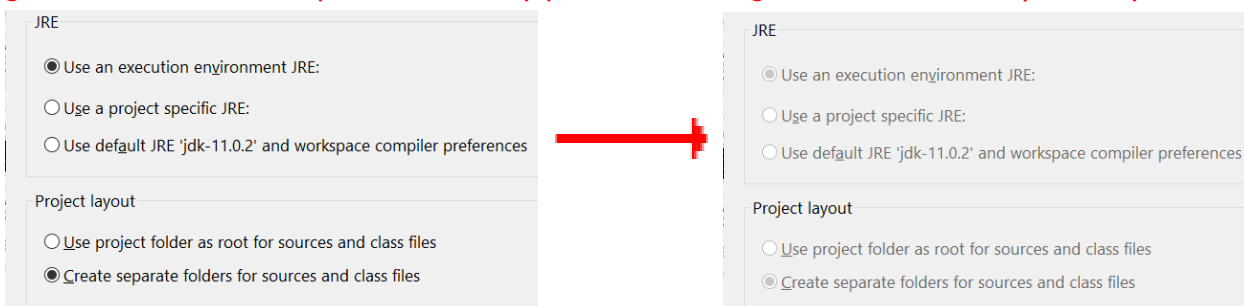 JRE
Use an execution environment JRE:
Use a project specific JRE:
Use default JRE 'jdk-11.0.2' and workspace compiler preferences
Project layout
Use project folder as root for sources and class files
Create separate folders for sources and class files
JRE
Use an execution environment JRE:
Use a project specific JRE:
Use default JRE 'jdk-11.0.2' and workspace compiler preferences
Project layout
Use project folder as root for sources and class files
Create separate folders for sources and class files